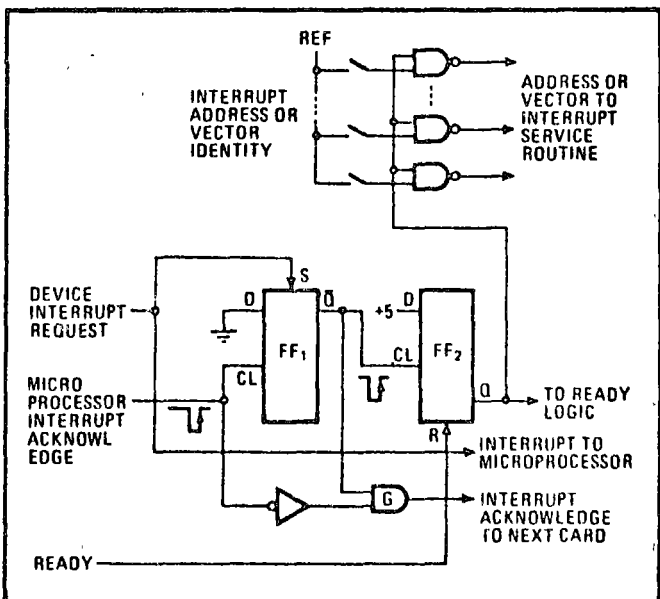 REF
INTERRUPT
ADDRESS OR
VECTOR
IDENTITY
ADDRESS OR
VECTOR TO
INTERRUPT
SERVICE
ROUTINE
S
DEVICE
INTERRUPT
REQUEST
D
Q̅
FF1
CL
+5 D
FF2
CL
Q
R
TO READY
LOGIC
MICRO
PROCESSOR
INTERRUPT
ACKNOWL
EDGE
INTERRUPT TO
MICROPROCESSOR
G
INTERRUPT
ACKNOWLEDGE
TO NEXT CARD
READY